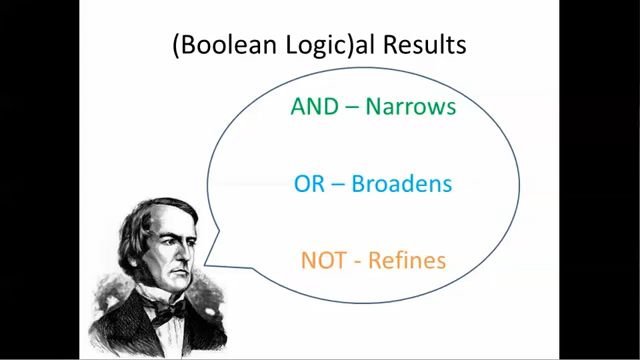 (Boolean Logic)al Results
AND – Narrows
OR – Broadens
NOT - Refines